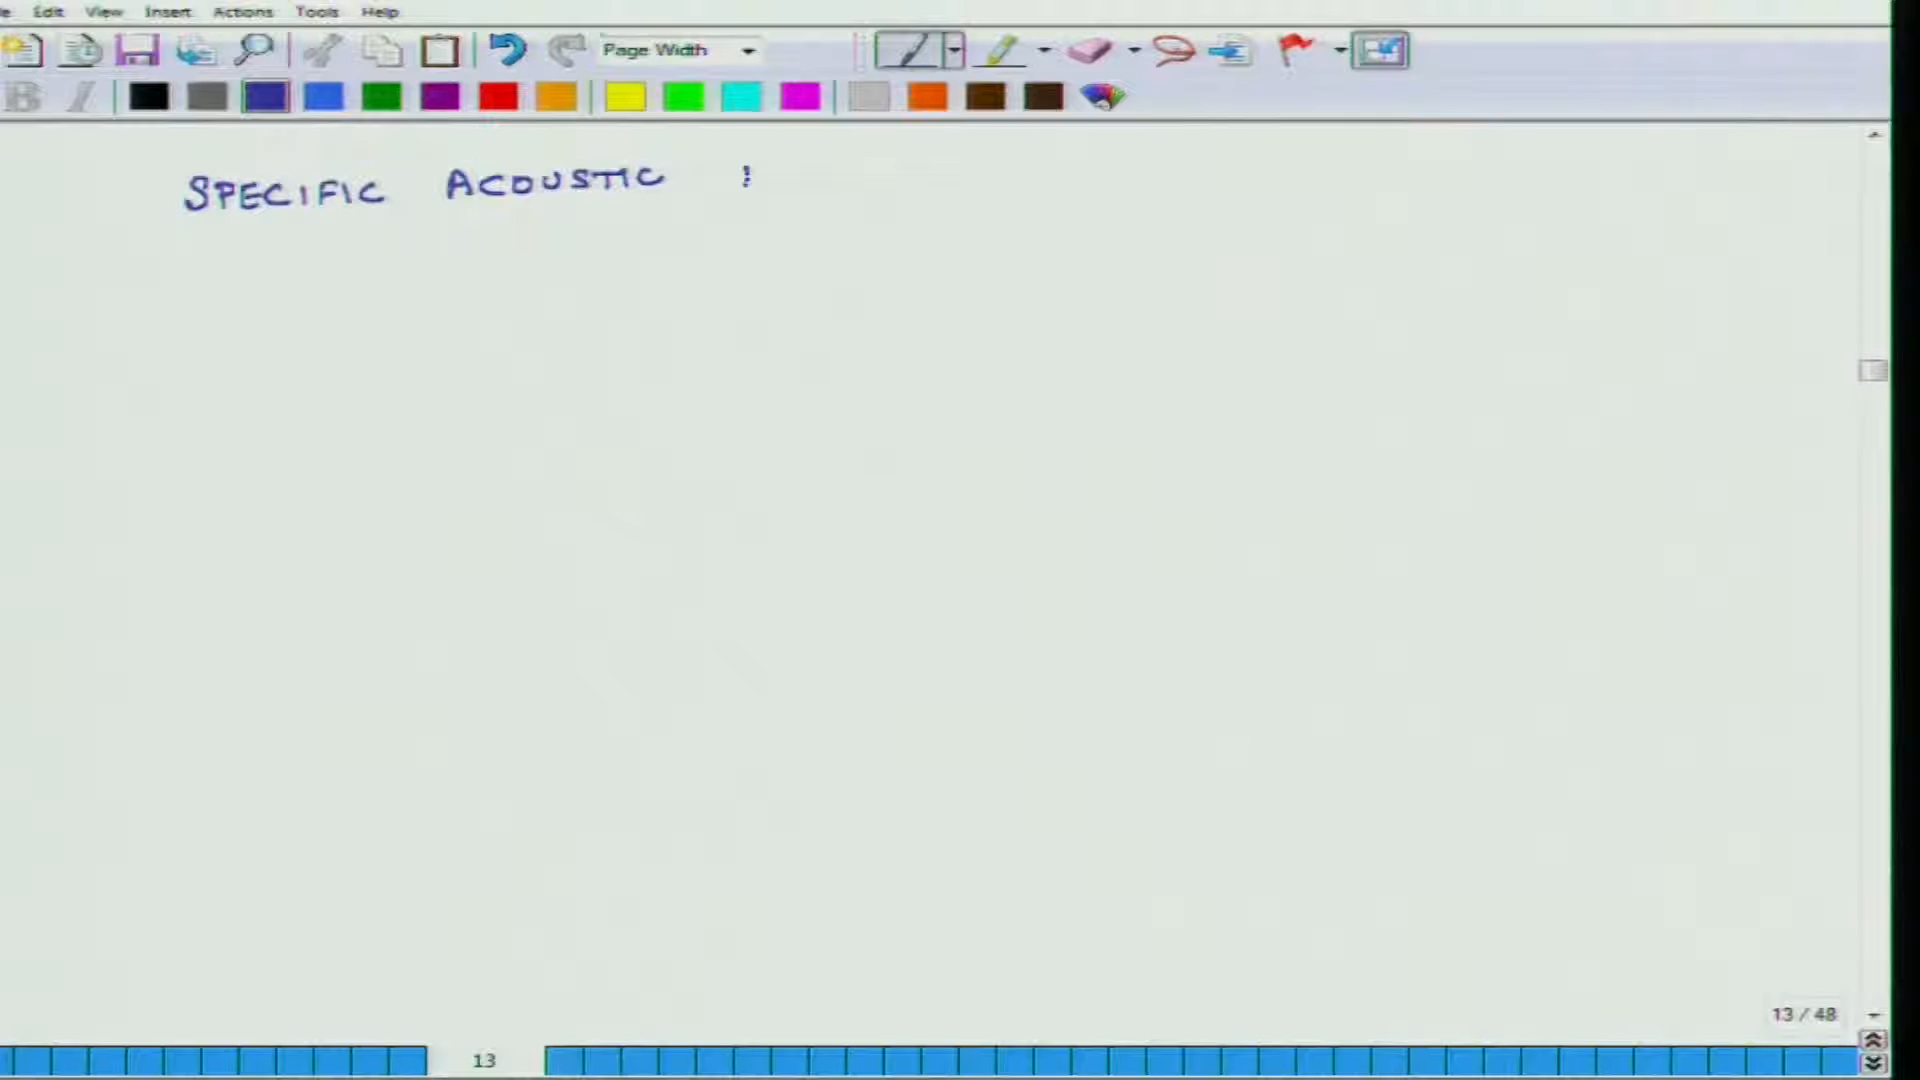 Edit View Insert Actions Tools Help
Page Width
SPECIFIC ACOUSTIC
13 / 48
13